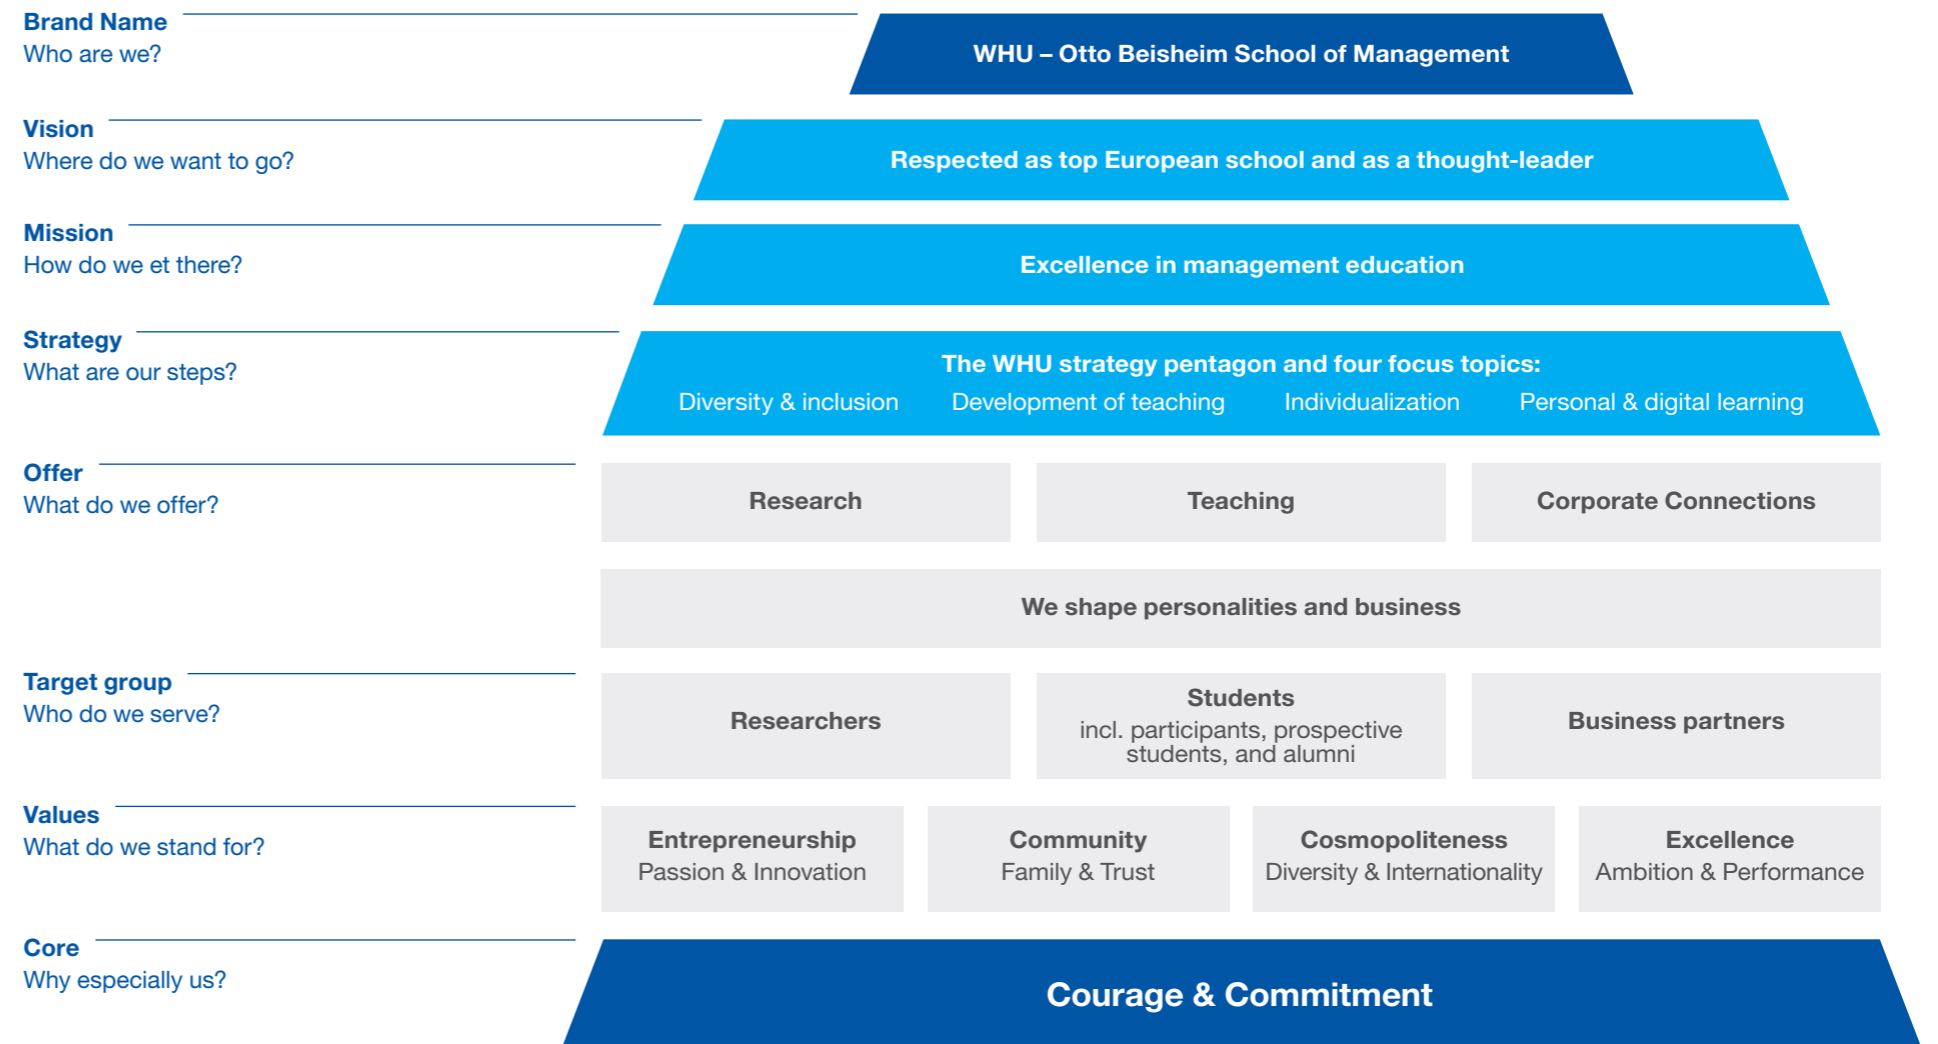 Brand Name
Who are we?
WHU – Otto Beisheim School of Management
Vision
Where do we want to go?
Respected as top European school and as a thought-leader
Mission
How do we et there?
Excellence in management education
Strategy
What are our steps?
The WHU strategy pentagon and four focus topics:
Diversity & inclusion Development of teaching Individualization Personal & digital learning
Offer
What do we offer?
Research
Teaching
Corporate Connections
We shape personalities and business
Target group
Who do we serve?
Researchers
Students
incl. participants, prospective
students, and alumni
Business partners
Values
What do we stand for?
Entrepreneurship
Passion & Innovation
Community
Family & Trust
Cosmopoliteness
Diversity & Internationality
Excellence
Ambition & Performance
Core
Why especially us?
Courage & Commitment